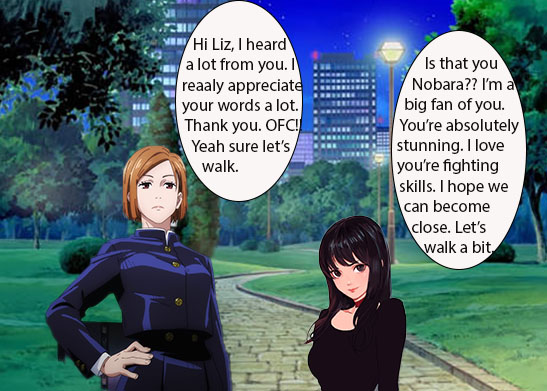 Hi Liz, I heard
a lot from you. I
reaaly appreciate
your words a lot.
Thank you. OFC!!
Yeah sure let's
walk.
Is that you
Nobara?? I'm a
big fan of you.
You're absolutely
stunning. I love
you're fighting
skills. I hope we
can become
close. Let's
walk a bit.